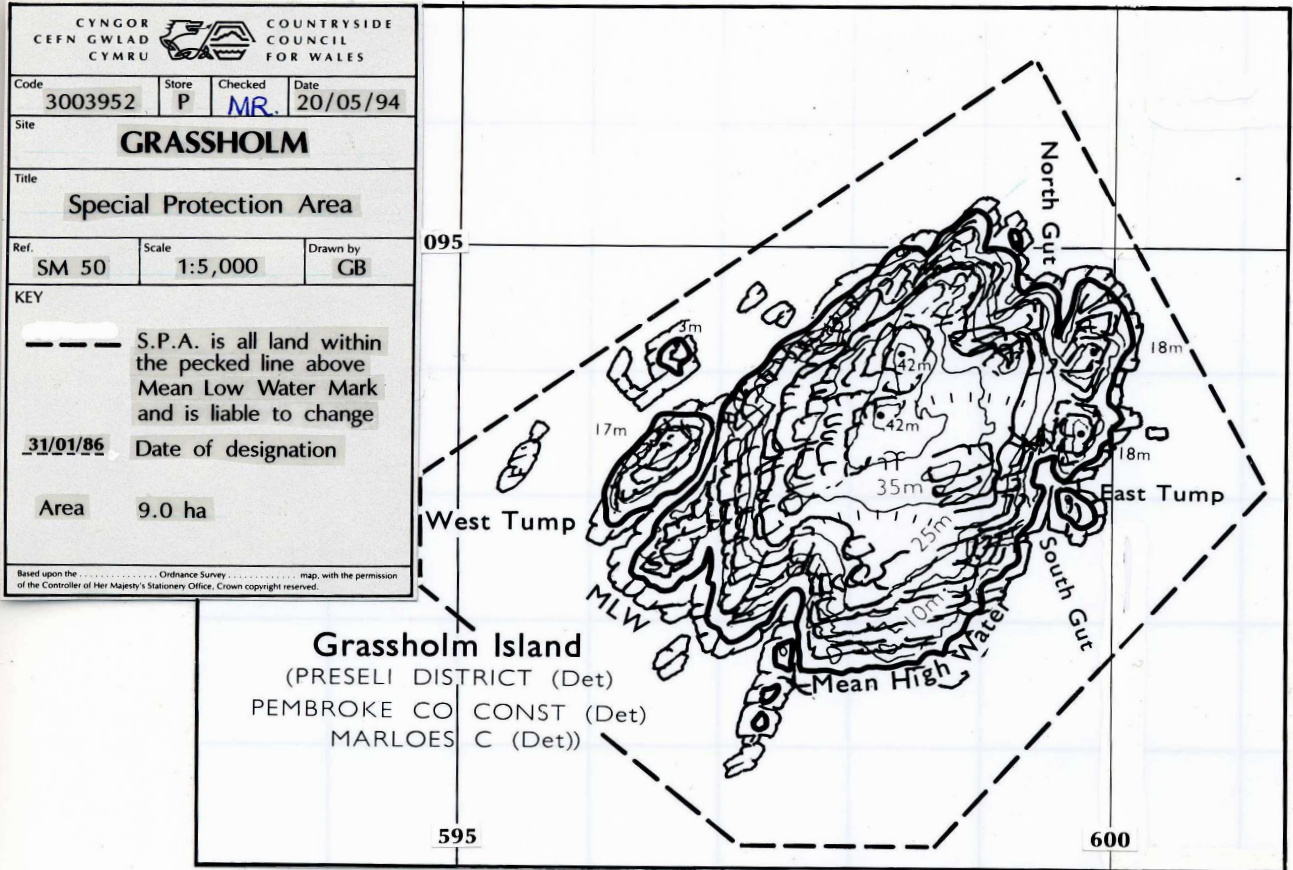 CYNGOR
CEFN GWLAD
CYMRU
COUNTRYSIDE
COUNCIL
FOR WALES
Code
3003952
Store
P
Checked
MR.
Date
20/05/94
Site
GRASSHOLM
Title
Special Protection Area
Ref.
SM 50
Scale
1:5,000
Drawn by
GB
KEY
S.P.A. is all land within
the pecked line above
Mean Low Water Mark
and is liable to change
31/01/86 Date of designation
Area 9.0 ha
Based upon the . . . . . . . . . . . . . . . Ordnance Survey . . . . . . . . . . . . . map, with the permission
of the Controller of Her Majesty's Stationery Office, Crown copyright reserved.
095
North Gut
3m
18m
42m
17m
42m
18m
35m
East Tump
West Tump
25m
South Gut
MLW
10m
Mean High Water
Grassholm Island
(PRESELI DISTRICT (Det)
PEMBROKE CO CONST (Det)
MARLOES C (Det))
595
600